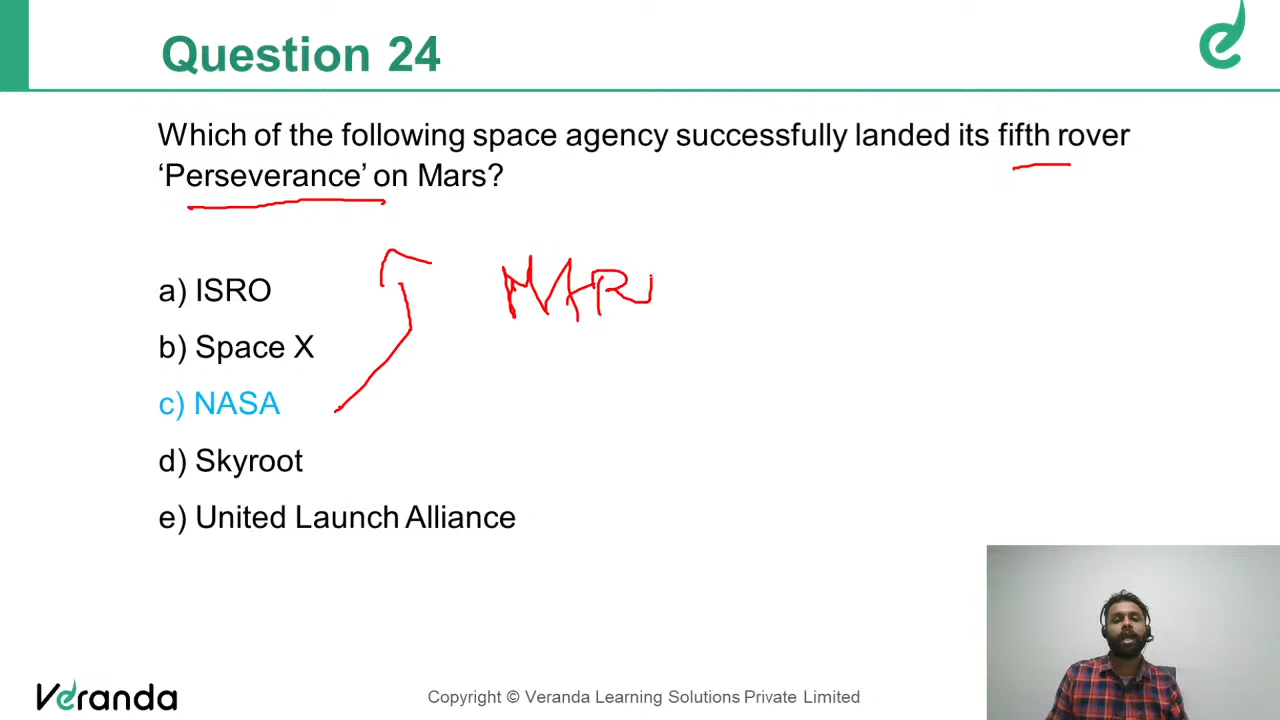 Question 24
Which of the following space agency successfully landed its fifth rover
‘Perseverance’ on Mars?
a) ISRO
MAR
b) Space X
c) NASA
d) Skyroot
e) United Launch Alliance
Veranda
Copyright © Veranda Learning Solutions Private Limited